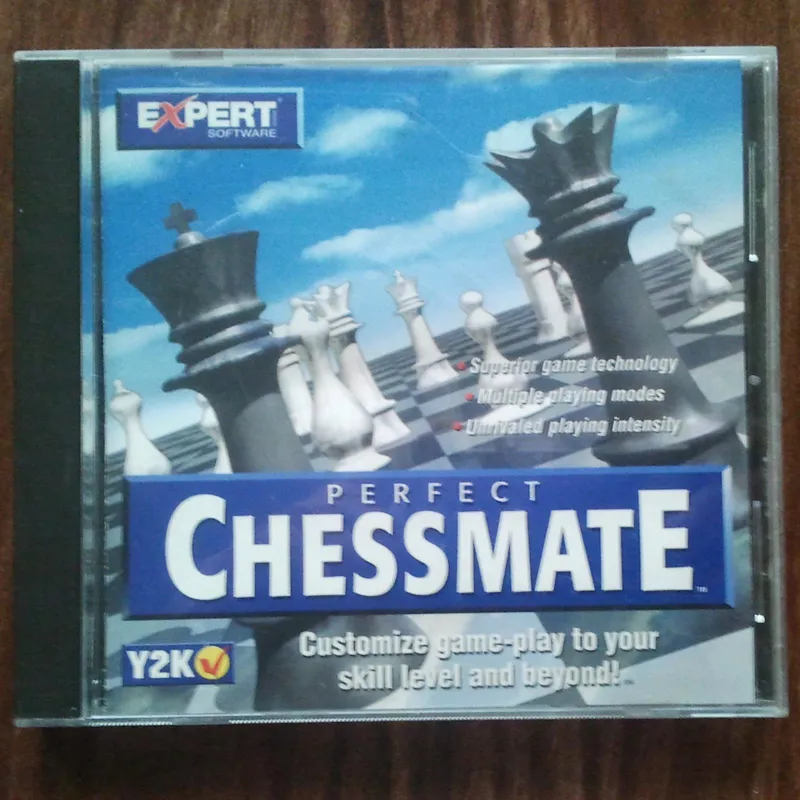 EXPERT
SOFTWARE
• Superior game technology
• Multiple playing modes
• Unrivaled playing intensity
PERFECT
CHESSMATE™
Customize game-play to your
skill level and beyond!
Y2K